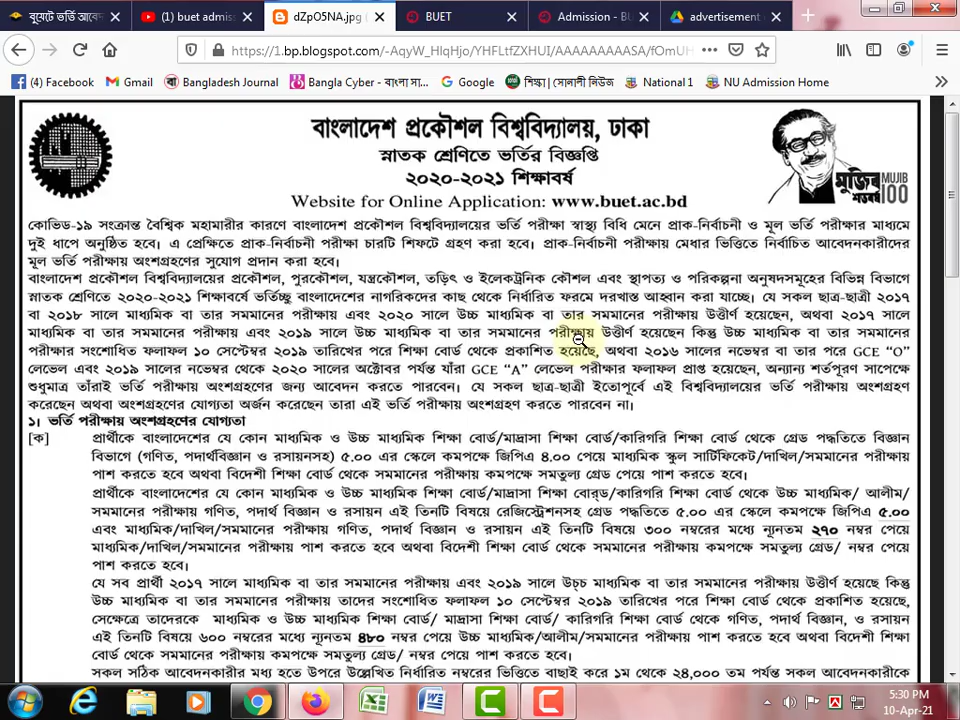 বুয়েটে ভর্তি আবেদ
(1) buet admis
dZpO5NA.jpg
BUET
Admission - BU
advertisement
https://1.bp.blogspot.com/-AqyW_HlqHjo/YHFLtfZXHUI/AAAAAAAAASA/fOmUH
(4) Facebook
Gmail
Bangladesh Journal
Bangla Cyber - বাংলা সা...
Google
শিক্ষা | সোনালী নিউজ
National1
NU Admission Home
বাংলাদেশ প্রকৌশল বিশ্ববিদ্যালয়, ঢাকা
স্নাতক শ্রেণিতে ভর্তির বিজ্ঞপ্তি
২০২০-২০২১ শিক্ষাবর্ষ
Website for Online Application: www.buet.ac.bd
মুজিব শতবর্ষ MUJIB 100
কোভিড-১৯ সংক্রান্ত বৈশ্বিক মহামারীর কারণে বাংলাদেশ প্রকৌশল বিশ্ববিদ্যালয়ের ভর্তি পরীক্ষা স্বাস্থ্য বিধি মেনে প্রাক-নির্বাচনী ও মূল ভর্তি পরীক্ষার মাধ্যমে
দুই ধাপে অনুষ্ঠিত হবে। এ প্রেক্ষিতে প্রাক-নির্বাচনী পরীক্ষা চারটি শিফটে গ্রহণ করা হবে। প্রাক-নির্বাচনী পরীক্ষায় মেধার ভিত্তিতে নির্বাচিত আবেদনকারীদের
মূল ভর্তি পরীক্ষায় অংশগ্রহণের সুযোগ প্রদান করা হবে।
বাংলাদেশ প্রকৌশল বিশ্ববিদ্যালয়ের প্রকৌশল, পুরকৌশল, যন্ত্রকৌশল, তড়িৎ ও ইলেকট্রনিক কৌশল এবং স্থাপত্য ও পরিকল্পনা অনুষদসমূহের বিভিন্ন বিভাগে
স্নাতক শ্রেণিতে ২০২০-২০২১ শিক্ষাবর্ষে ভর্তিচ্ছু বাংলাদেশের নাগরিকদের কাছ থেকে নির্ধারিত ফরমে দরখাস্ত আহ্বান করা যাচ্ছে। যে সকল ছাত্র-ছাত্রী ২০১৭
বা ২০১৮ সালে মাধ্যমিক বা তার সমমানের পরীক্ষায় এবং ২০২০ সালে উচ্চ মাধ্যমিক বা তার সমমানের পরীক্ষায় উত্তীর্ণ হয়েছেন, অথবা ২০১৭ সালে
মাধ্যমিক বা তার সমমানের পরীক্ষায় এবং ২০১৯ সালে উচ্চ মাধ্যমিক বা তার সমমানের পরীক্ষায় উত্তীর্ণ হয়েছেন কিন্তু উচ্চ মাধ্যমিক বা তার সমমানের
পরীক্ষার সংশোধিত ফলাফল ১০ সেপ্টেম্বর ২০১৯ তারিখের পরে শিক্ষা বোর্ড থেকে প্রকাশিত হয়েছে, অথবা ২০১৬ সালের নভেম্বর বা তার পরে GCE “O”
লেভেল এবং ২০১৯ সালের নভেম্বর থেকে ২০২০ সালের অক্টোবর পর্যন্ত যাঁরা GCE “A” লেভেল পরীক্ষার ফলাফল প্রাপ্ত হয়েছেন, অন্যান্য শর্তপূরণ সাপেক্ষে
শুধুমাত্র তাঁরাই ভর্তি পরীক্ষায় অংশগ্রহণের জন্য আবেদন করতে পারবেন। যে সকল ছাত্র-ছাত্রী ইতোপূর্বে এই বিশ্ববিদ্যালয়ের ভর্তি পরীক্ষায় অংশগ্রহণ
করেছেন অথবা অংশগ্রহণের যোগ্যতা অর্জন করেছেন তারা এই ভর্তি পরীক্ষায় অংশগ্রহণ করতে পারবেন না।
১। ভর্তি পরীক্ষায় অংশগ্রহণের যোগ্যতা
[ক] প্রার্থীকে বাংলাদেশের যে কোন মাধ্যমিক ও উচ্চ মাধ্যমিক শিক্ষা বোর্ড/মাদ্রাসা শিক্ষা বোর্ড/কারিগরি শিক্ষা বোর্ড থেকে গ্রেড পদ্ধতিতে বিজ্ঞান
বিভাগে (গণিত, পদার্থবিজ্ঞান ও রসায়নসহ) ৫.০০ এর স্কেলে কমপক্ষে জিপিএ ৪.০০ পেয়ে মাধ্যমিক স্কুল সার্টিফিকেট/দাখিল/সমমানের পরীক্ষায়
পাশ করতে হবে অথবা বিদেশী শিক্ষা বোর্ড থেকে সমমানের পরীক্ষায় কমপক্ষে সমতুল্য গ্রেড পেয়ে পাশ করতে হবে।
প্রার্থীকে বাংলাদেশের যে কোন মাধ্যমিক ও উচ্চ মাধ্যমিক শিক্ষা বোর্ড/মাদ্রাসা শিক্ষা বোর্ড/কারিগরি শিক্ষা বোর্ড থেকে উচ্চ মাধ্যমিক/ আলীম/
সমমানের পরীক্ষায় গণিত, পদার্থ বিজ্ঞান ও রসায়ন এই তিনটি বিষয়ে রেজিস্ট্রেশনসহ গ্রেড পদ্ধতিতে ৫.০০ এর স্কেলে কমপক্ষে জিপিএ ৫.০০
এবং মাধ্যমিক/দাখিল/সমমানের পরীক্ষায় গণিত, পদার্থ বিজ্ঞান ও রসায়ন এই তিনটি বিষয়ে ৩০০ নম্বরের মধ্যে ন্যূনতম ২৭০ নম্বর পেয়ে
মাধ্যমিক/দাখিল/সমমানের পরীক্ষায় পাশ করতে হবে অথবা বিদেশী শিক্ষা বোর্ড থেকে সমমানের পরীক্ষায় কমপক্ষে সমতুল্য গ্রেড/ নম্বর পেয়ে
পাশ করতে হবে।
যে সব প্রার্থী ২০১৭ সালে মাধ্যমিক বা তার সমমানের পরীক্ষায় এবং ২০১৯ সালে উচ্চ মাধ্যমিক বা তার সমমানের পরীক্ষায় উত্তীর্ণ হয়েছে কিন্তু
উচ্চ মাধ্যমিক বা তার সমমানের পরীক্ষায় তাদের সংশোধিত ফলাফল ১০ সেপ্টেম্বর ২০১৯ তারিখের পরে শিক্ষা বোর্ড থেকে প্রকাশিত হয়েছে,
সেক্ষেত্রে তাদেরকে মাধ্যমিক ও উচ্চ মাধ্যমিক শিক্ষা বোর্ড/ মাদ্রাসা শিক্ষা বোর্ড/ কারিগরি শিক্ষা বোর্ড থেকে গণিত, পদার্থ বিজ্ঞান, ও রসায়ন
এই তিনটি বিষয়ে ৬০০ নম্বরের মধ্যে ন্যূনতম ৪৮০ নম্বর পেয়ে উচ্চ মাধ্যমিক/আলীম/সমমানের পরীক্ষায় পাশ করতে হবে অথবা বিদেশী শিক্ষা
বোর্ড থেকে সমমানের পরীক্ষায় কমপক্ষে সমতুল্য গ্রেড/ নম্বর পেয়ে পাশ করতে হবে।
সকল সঠিক আবেদনকারীর মধ্য হতে উপরে উল্লেখিত নির্ধারিত নম্বরের ভিত্তিতে বাছাই করে ১ম থেকে ২৪,০০০ তম পর্যন্ত সকল আবেদনকারীকে
5:30 PM
10-Apr-21